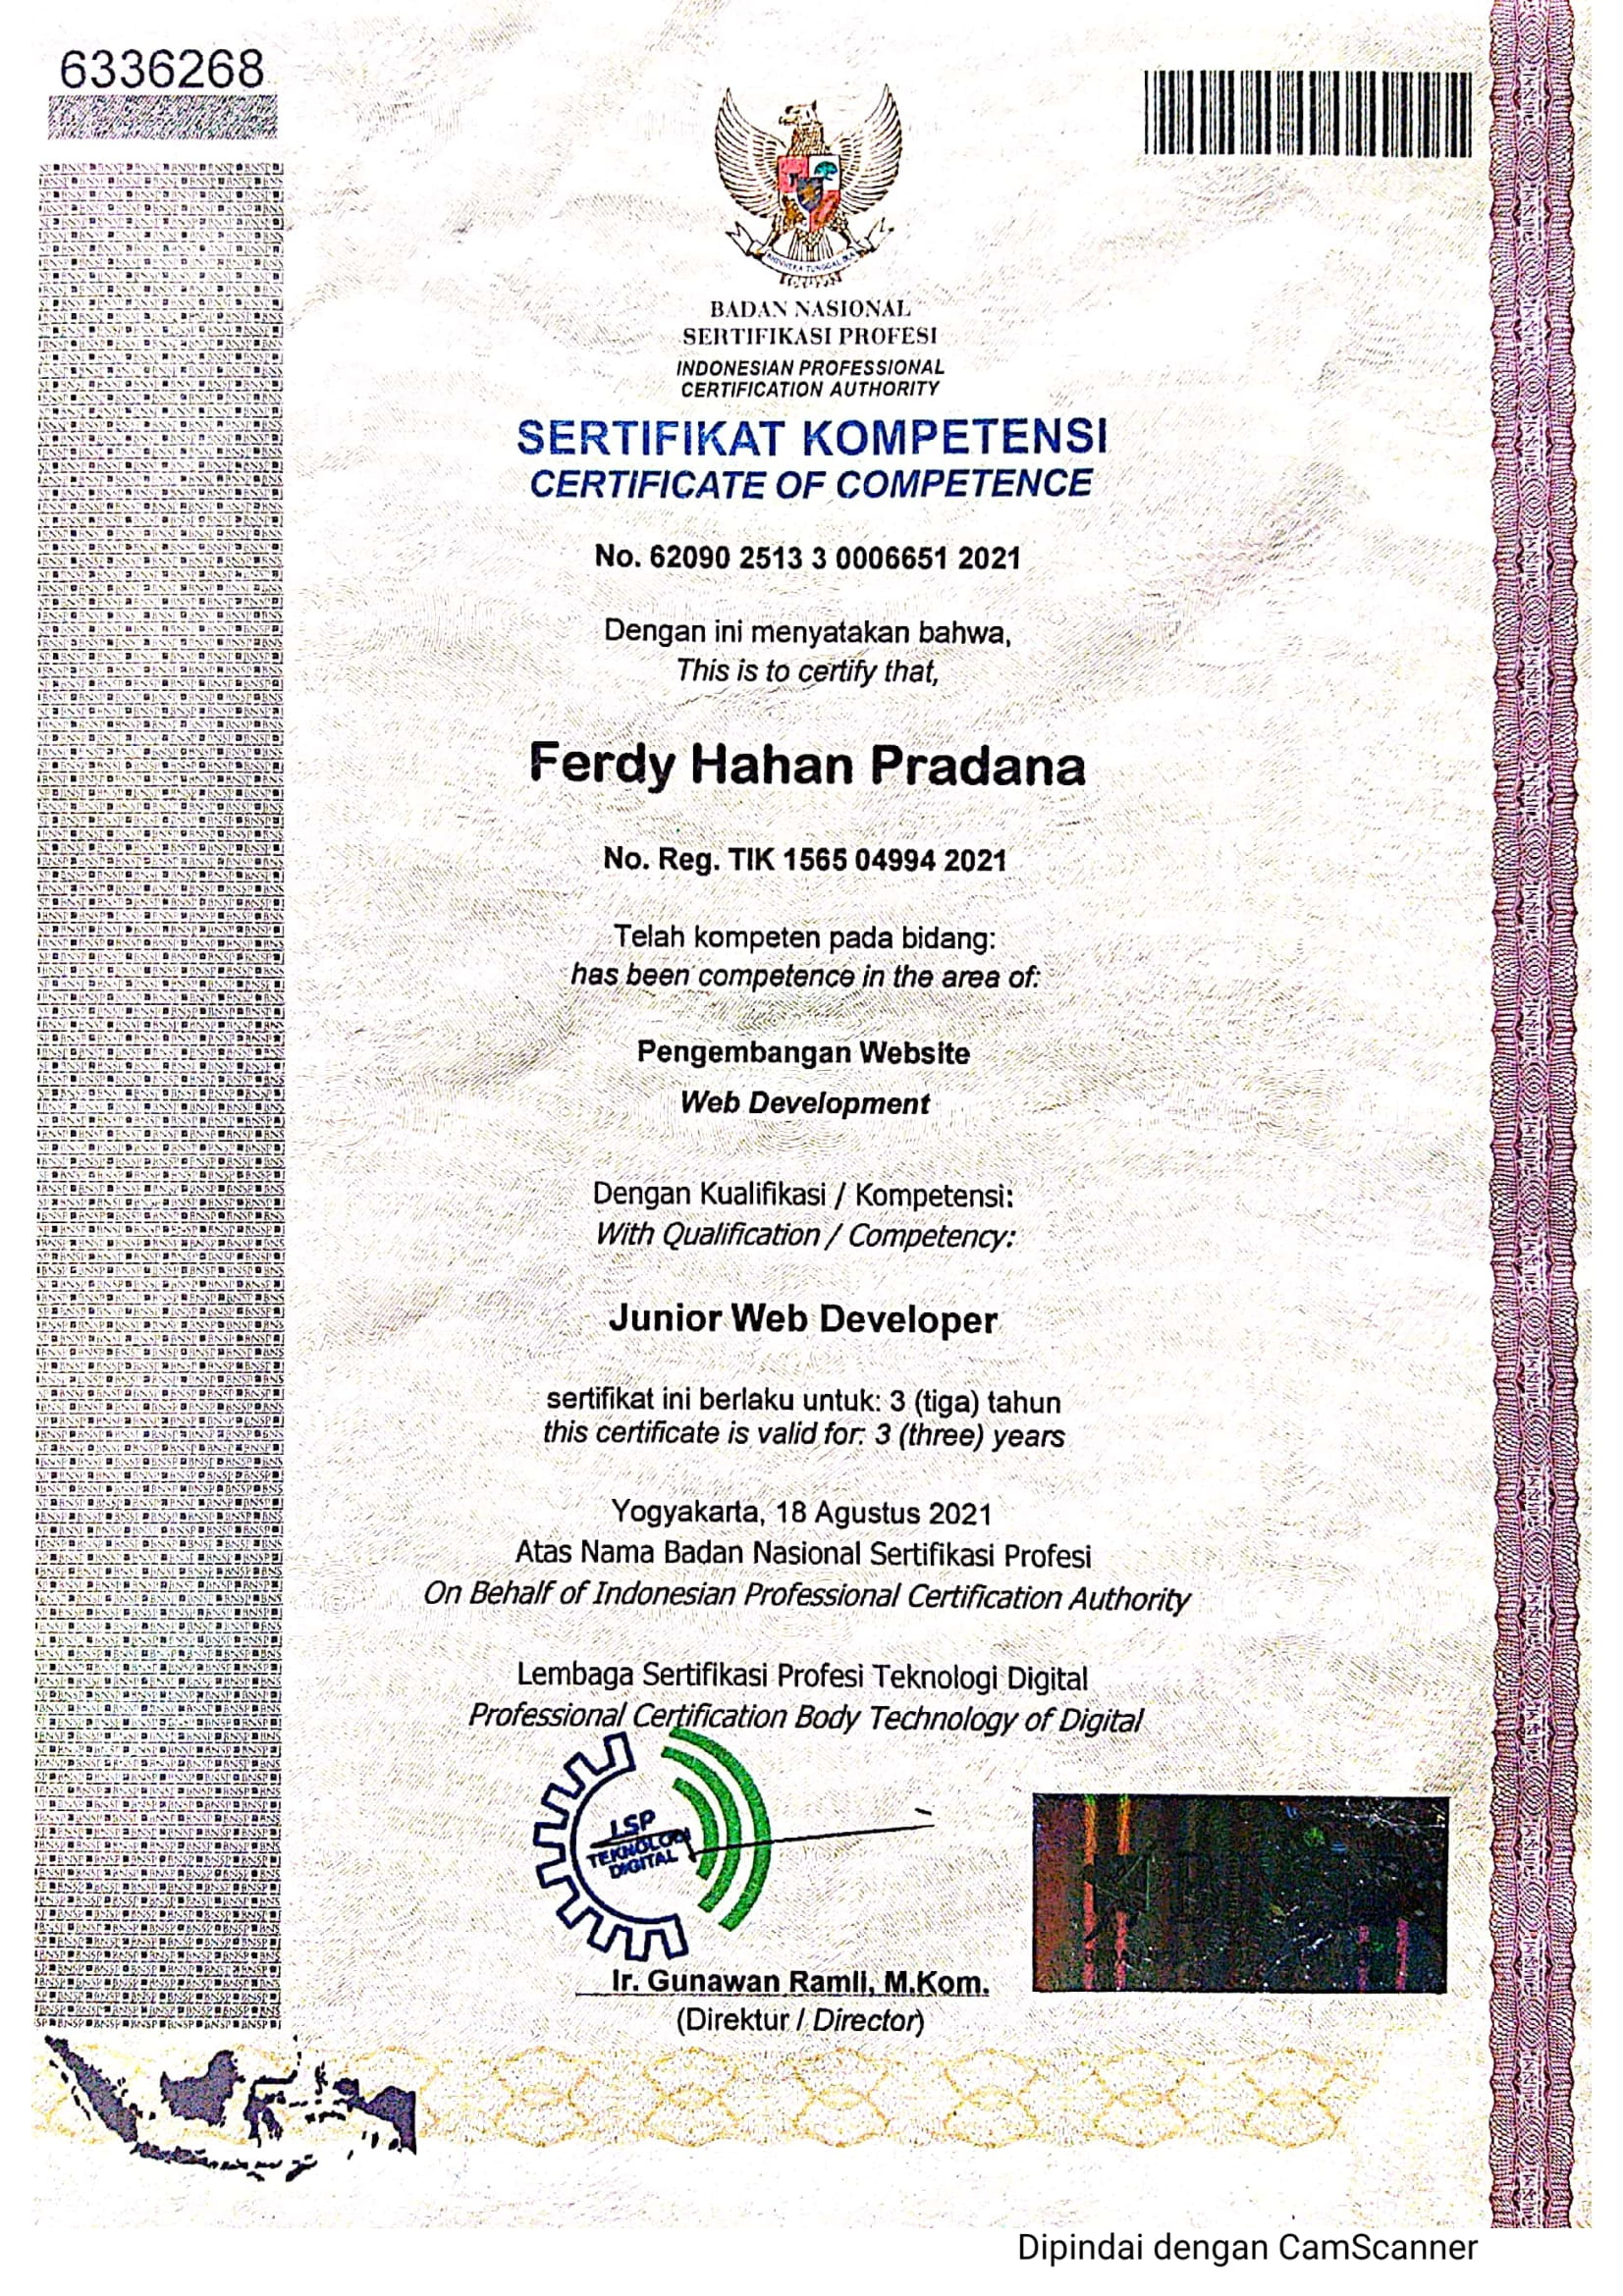 6336268
BHINNEKA TUNGGAL IKA
BADAN NASIONAL
SERTIFIKASI PROFESI
INDONESIAN PROFESSIONAL
CERTIFICATION AUTHORITY
SERTIFIKAT KOMPETENSI
CERTIFICATE OF COMPETENCE
No. 62090 2513 3 0006651 2021
Dengan ini menyatakan bahwa,
This is to certify that,
Ferdy Hahan Pradana
No. Reg. TIK 1565 04994 2021
Telah kompeten pada bidang:
has been competence in the area of:
Pengembangan Website
Web Development
Dengan Kualifikasi / Kompetensi:
With Qualification / Competency:
Junior Web Developer
sertifikat ini berlaku untuk: 3 (tiga) tahun
this certificate is valid for: 3 (three) years
Yogyakarta, 18 Agustus 2021
Atas Nama Badan Nasional Sertifikasi Profesi
On Behalf of Indonesian Professional Certification Authority
Lembaga Sertifikasi Profesi Teknologi Digital
Professional Certification Body Technology of Digital
LSP
TEKNOLOGI
DIGITAL
Ir. Gunawan Ramli, M.Kom.
(Direktur / Director)
Dipindai dengan CamScanner